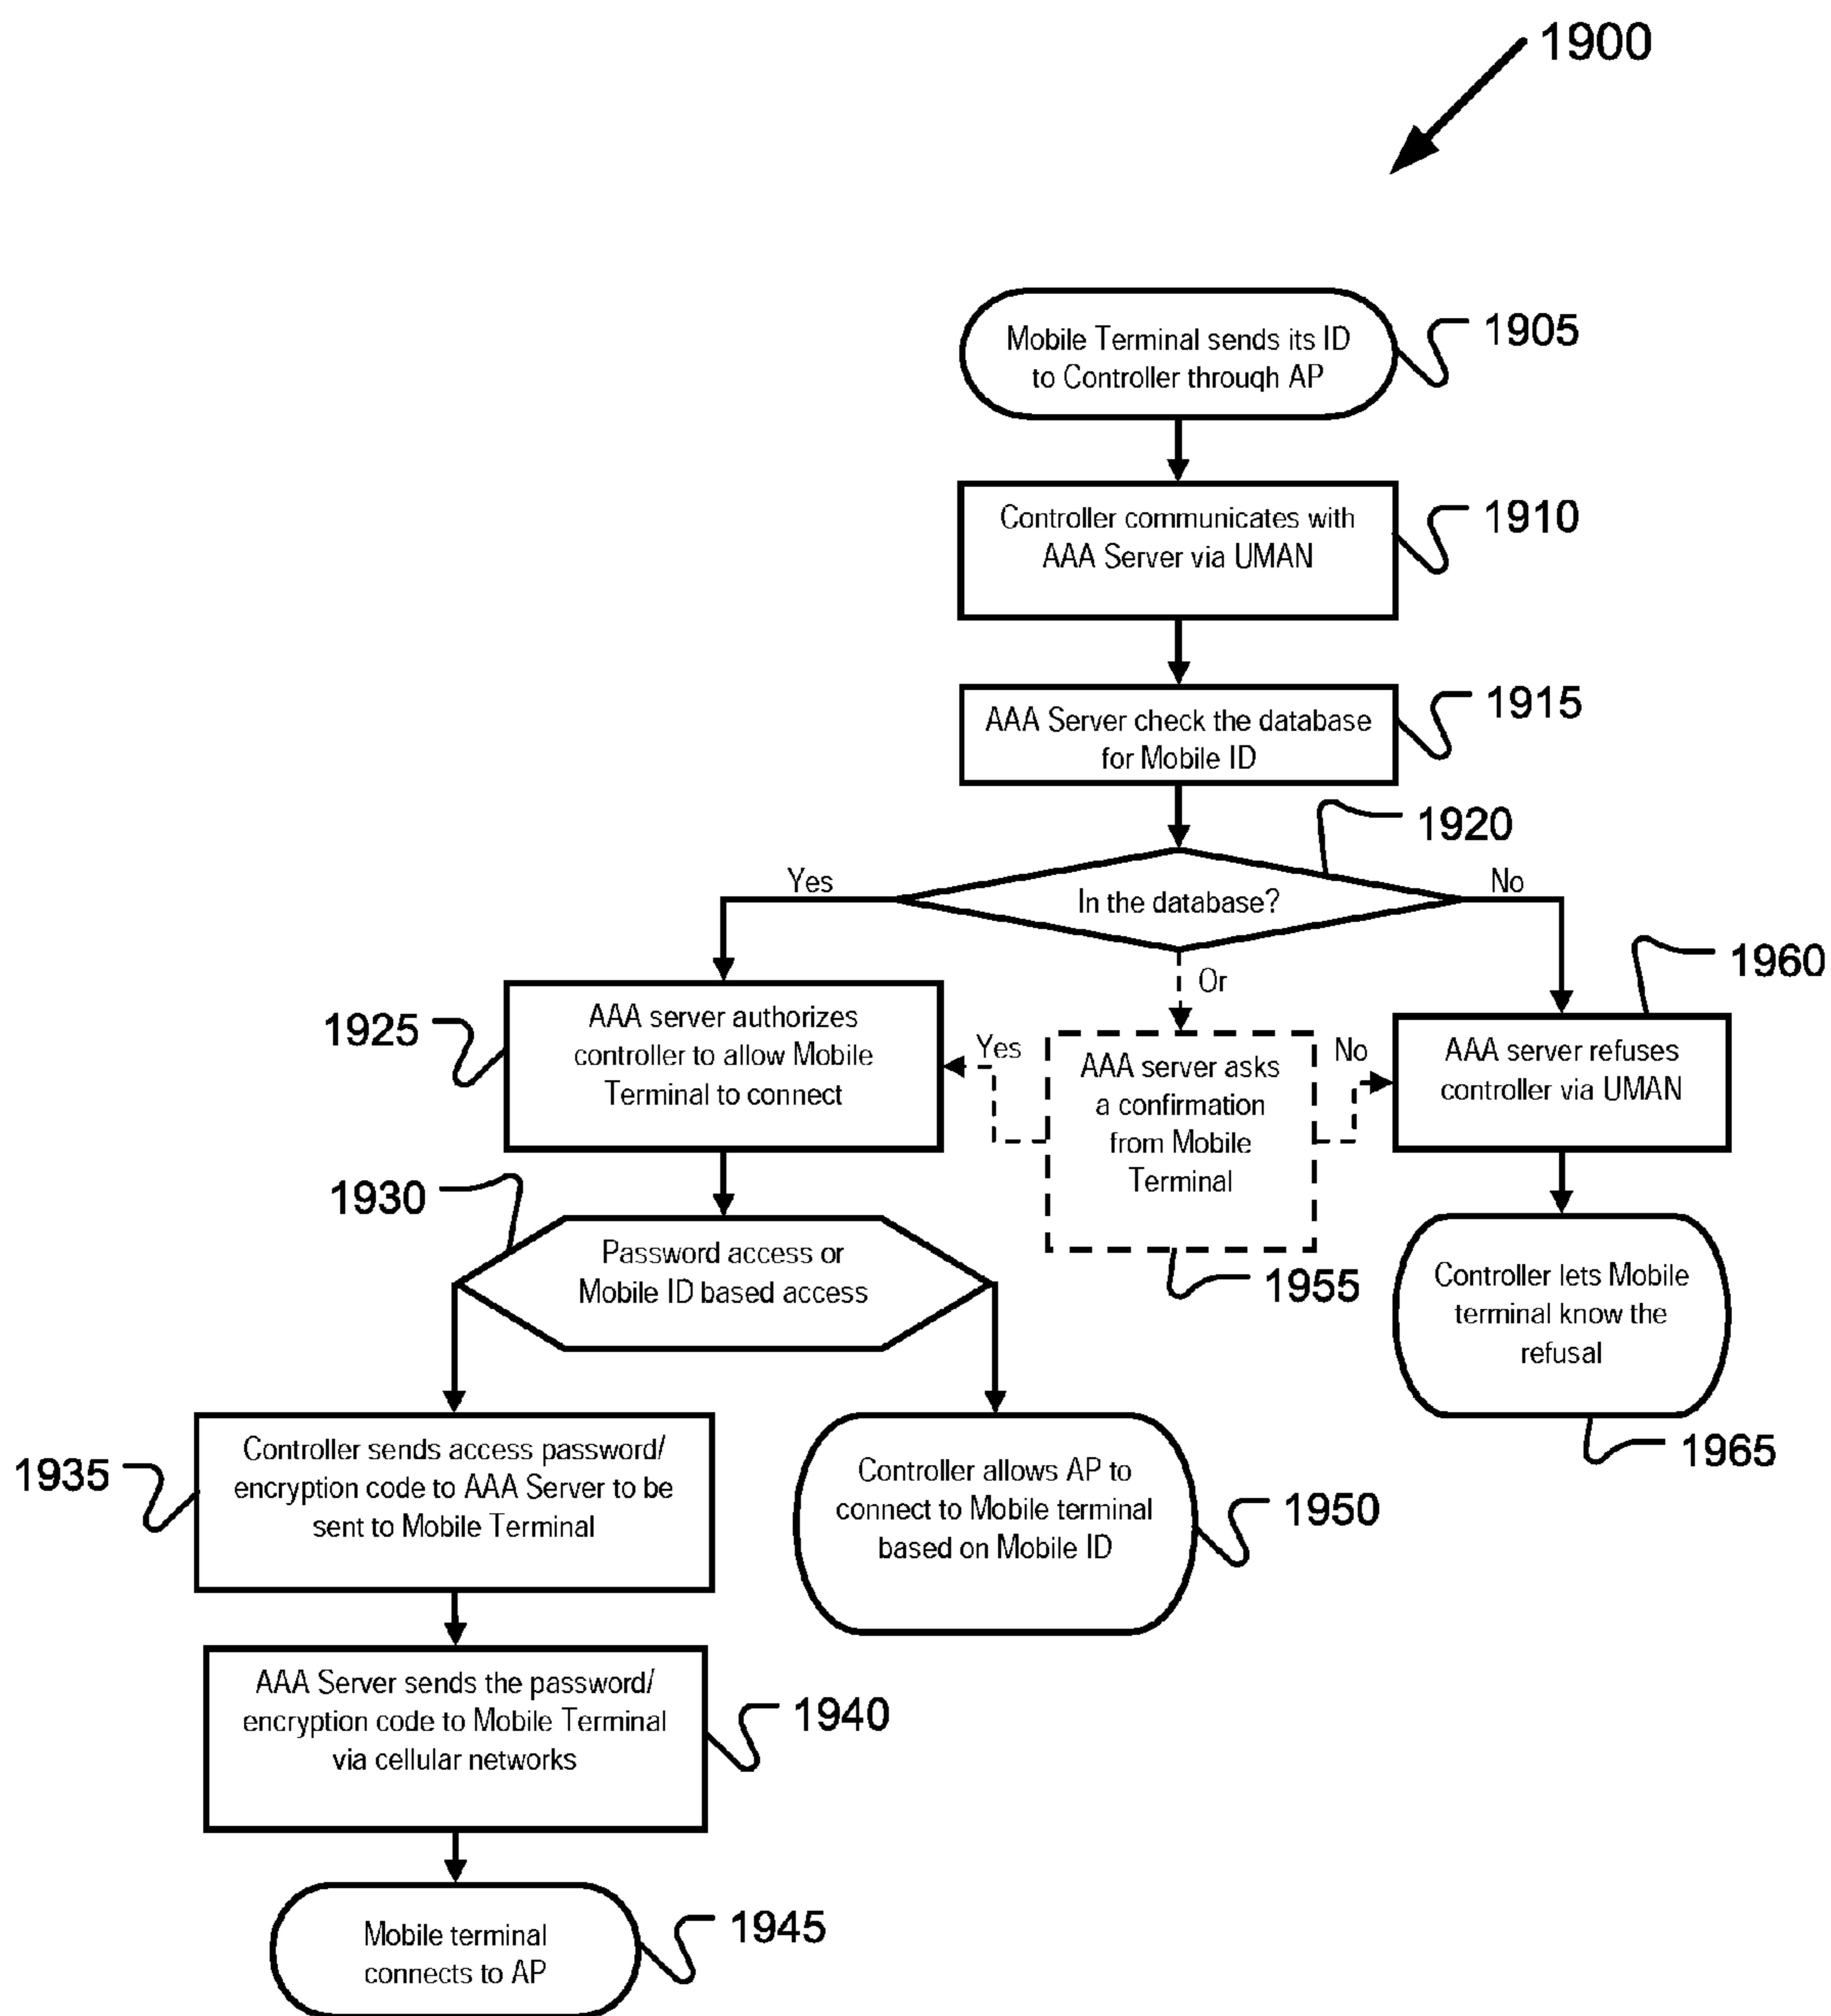 1900
Mobile Terminal sends its ID
to Controller through AP
1905
Controller communicates with
AAA Server via UMAN
1910
AAA Server check the database
for Mobile ID
1915
1920
Yes
In the database?
No
Or
1960
1925
AAA server authorizes
controller to allow Mobile
Terminal to connect
Yes
AAA server asks
a confirmation
from Mobile
Terminal
No
AAA server refuses
controller via UMAN
1930
Password access or
Mobile ID based access
1955
Controller lets Mobile
terminal know the
refusal
1965
1935
Controller sends access password/
encryption code to AAA Server to be
sent to Mobile Terminal
Controller allows AP to
connect to Mobile terminal
based on Mobile ID
1950
AAA Server sends the password/
encryption code to Mobile Terminal
via cellular networks
1940
Mobile terminal
connects to AP
1945